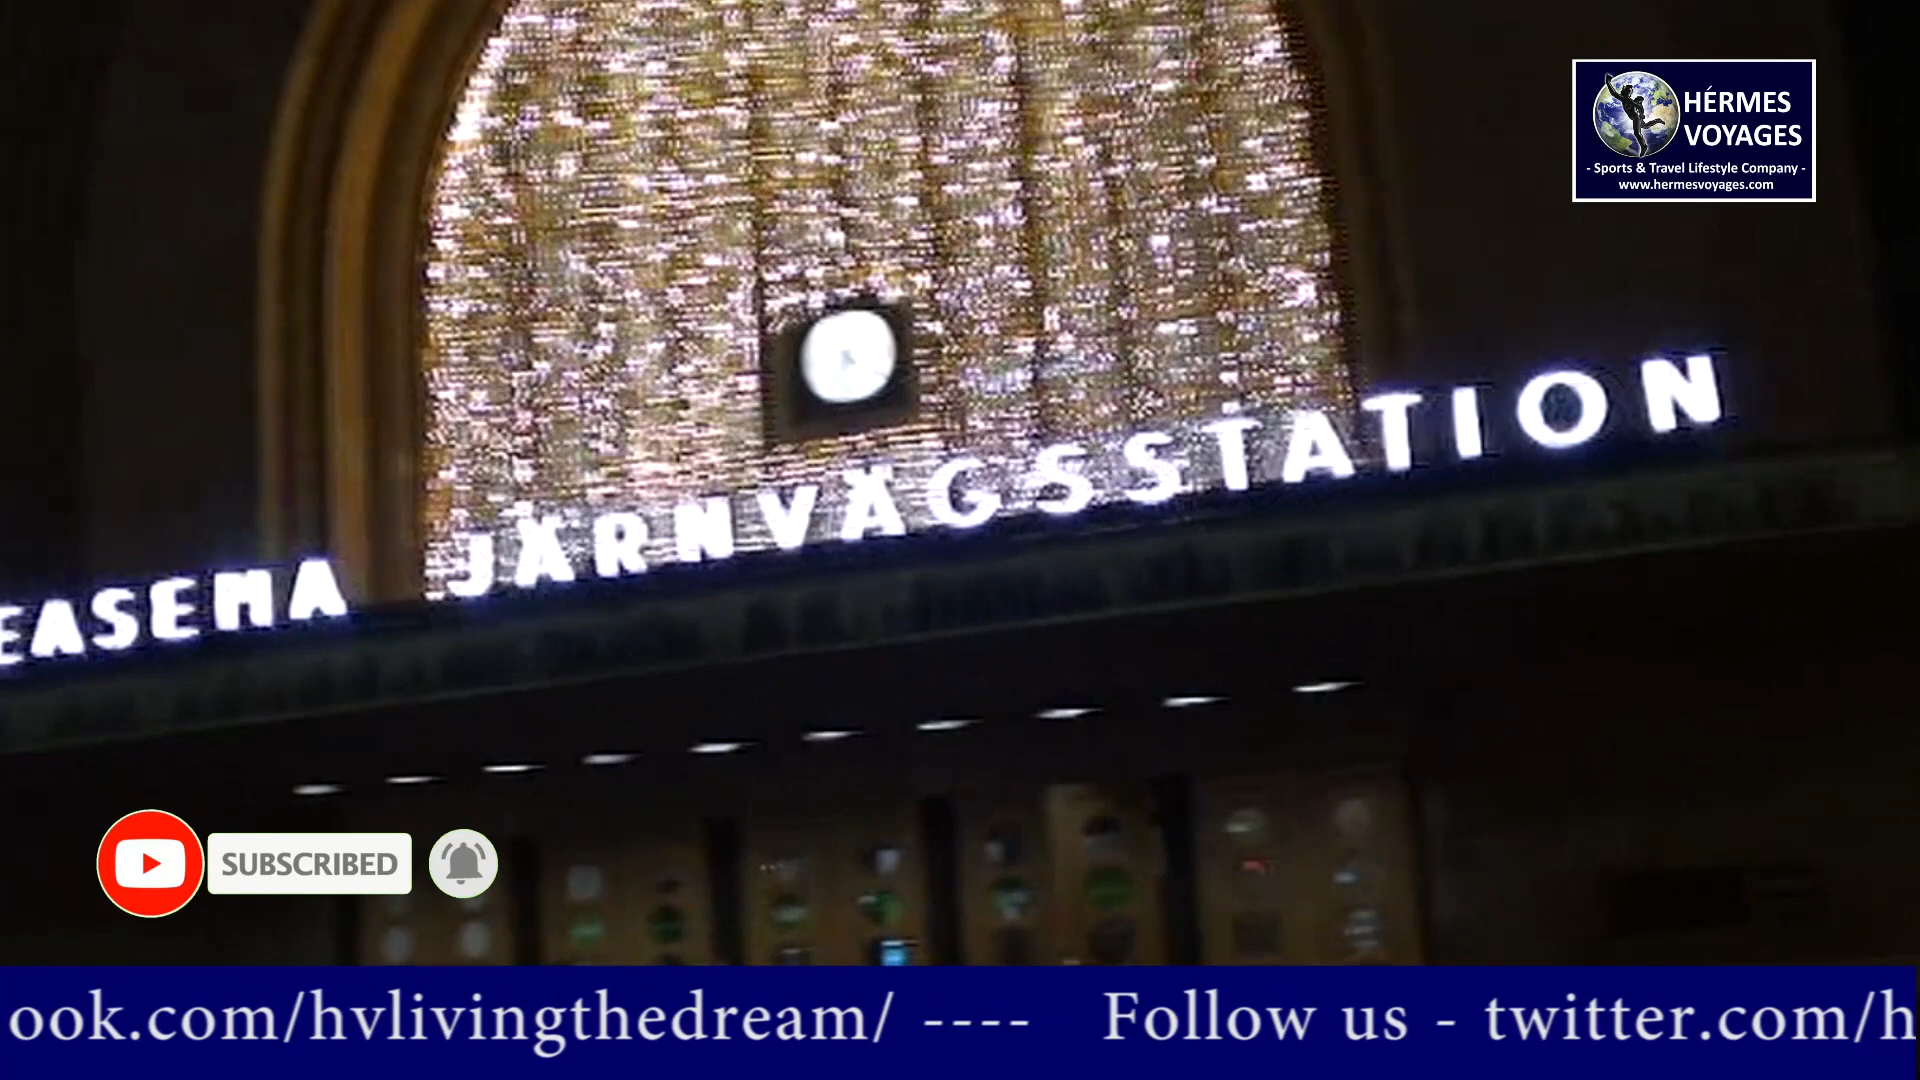 HÉRMES
VOYAGES
- Sports & Travel Lifestyle Company -
www.hermesvoyages.com
EASEMA JÄRNVÄGSSTATION
SUBSCRIBED
ook.com/hvlivingthedream/ ---- Follow us - twitter.com/h